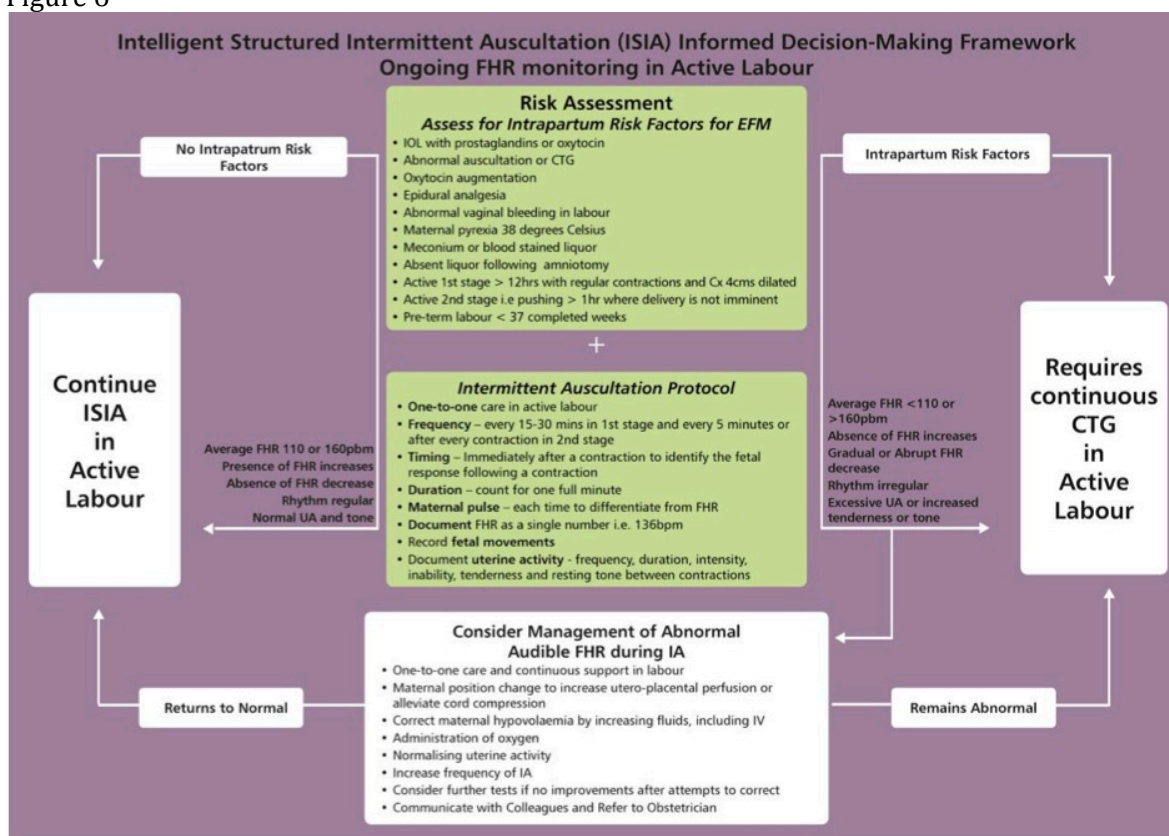 Figure 6
Intelligent Structured Intermittent Auscultation (ISIA) Informed Decision-Making Framework
Ongoing FHR monitoring in Active Labour
Risk Assessment
Assess for Intrapartum Risk Factors for EFM
• IOL with prostaglandins or oxytocin
• Abnormal auscultation or CTG
• Oxytocin augmentation
• Epidural analgesia
• Abnormal vaginal bleeding in labour
• Maternal pyrexia 38 degrees Celsius
• Meconium or blood stained liquor
• Absent liquor following amniotomy
• Active 1st stage > 12hrs with regular contractions and Cx 4cms dilated
• Active 2nd stage i.e pushing > 1hr where delivery is not imminent
• Pre-term labour < 37 completed weeks
No Intrapatrum Risk
Factors
Intrapartum Risk Factors
+
Continue
ISIA
in
Active
Labour
Average FHR 110 or 160pbm
Presence of FHR increases
Absence of FHR decrease
Rhythm regular
Normal UA and tone
Intermittent Auscultation Protocol
• One-to-one care in active labour
• Frequency – every 15-30 mins in 1st stage and every 5 minutes or
after every contraction in 2nd stage
• Timing – Immediately after a contraction to identify the fetal
response following a contraction
• Duration – count for one full minute
• Maternal pulse – each time to differentiate from FHR
• Document FHR as a single number i.e. 136bpm
• Record fetal movements
• Document uterine activity - frequency, duration, intensity,
inability, tenderness and resting tone between contractions
Average FHR <110 or
>160pbm
Absence of FHR increases
Gradual or Abrupt FHR
decrease
Rhythm irregular
Excessive UA or increased
tenderness or tone
Requires
continuous
CTG
in
Active
Labour
Consider Management of Abnormal
Audible FHR during IA
• One-to-one care and continuous support in labour
• Maternal position change to increase utero-placental perfusion or
alleviate cord compression
• Correct maternal hypovolaemia by increasing fluids, including IV
• Administration of oxygen
• Normalising uterine activity
• Increase frequency of IA
• Consider further tests if no improvements after attempts to correct
• Communicate with Colleagues and Refer to Obstetrician
Returns to Normal
Remains Abnormal